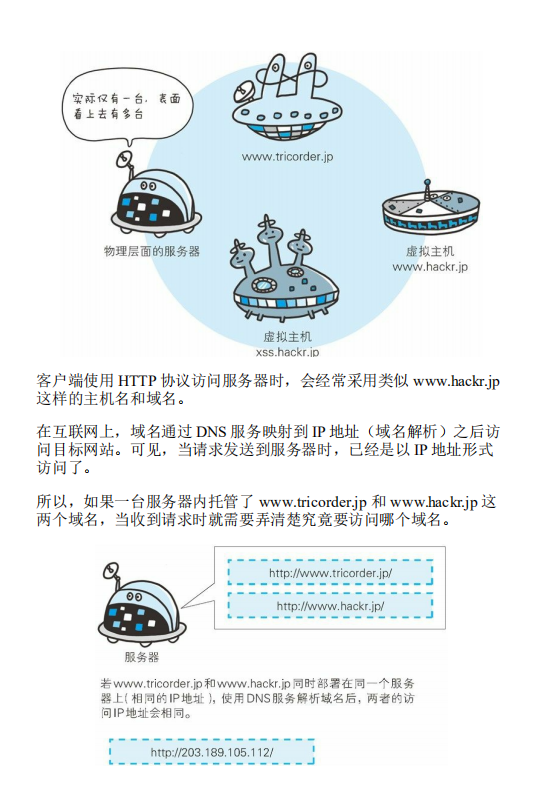 实际仅有一台，表面
看上去有多台
www.tricorder.jp
物理层面的服务器
虚拟主机
www.hackr.jp
虚拟主机
xss.hackr.jp
客户端使用 HTTP 协议访问服务器时，会经常采用类似 www.hackr.jp
这样的主机名和域名。
在互联网上，域名通过 DNS 服务映射到 IP 地址（域名解析）之后访
问目标网站。可见，当请求发送到服务器时，已经是以 IP 地址形式
访问了。
所以，如果一台服务器内托管了 www.tricorder.jp 和 www.hackr.jp 这
两个域名，当收到请求时就需要弄清楚究竟要访问哪个域名。
http://www.tricorder.jp/
http://www.hackr.jp/
服务器
若www.tricorder.jp和www.hackr.jp同时部署在同一个服务
器上（相同的IP地址），使用DNS服务解析域名后，两者的访
问IP地址会相同。
http://203.189.105.112/